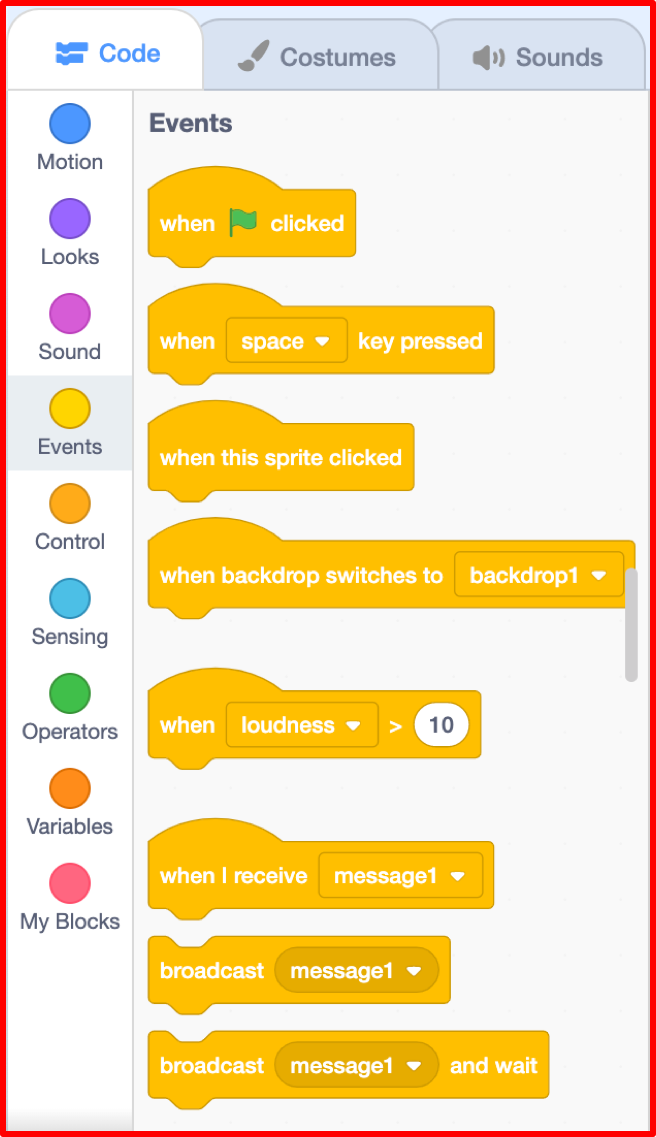 Code Costumes Sounds
Motion
Looks
Sound
Events
Control
Sensing
Operators
Variables
My Blocks
Events
when clicked
when space key pressed
when this sprite clicked
when backdrop switches to backdrop1
when loudness > 10
when I receive message1
broadcast message1
broadcast message1 and wait